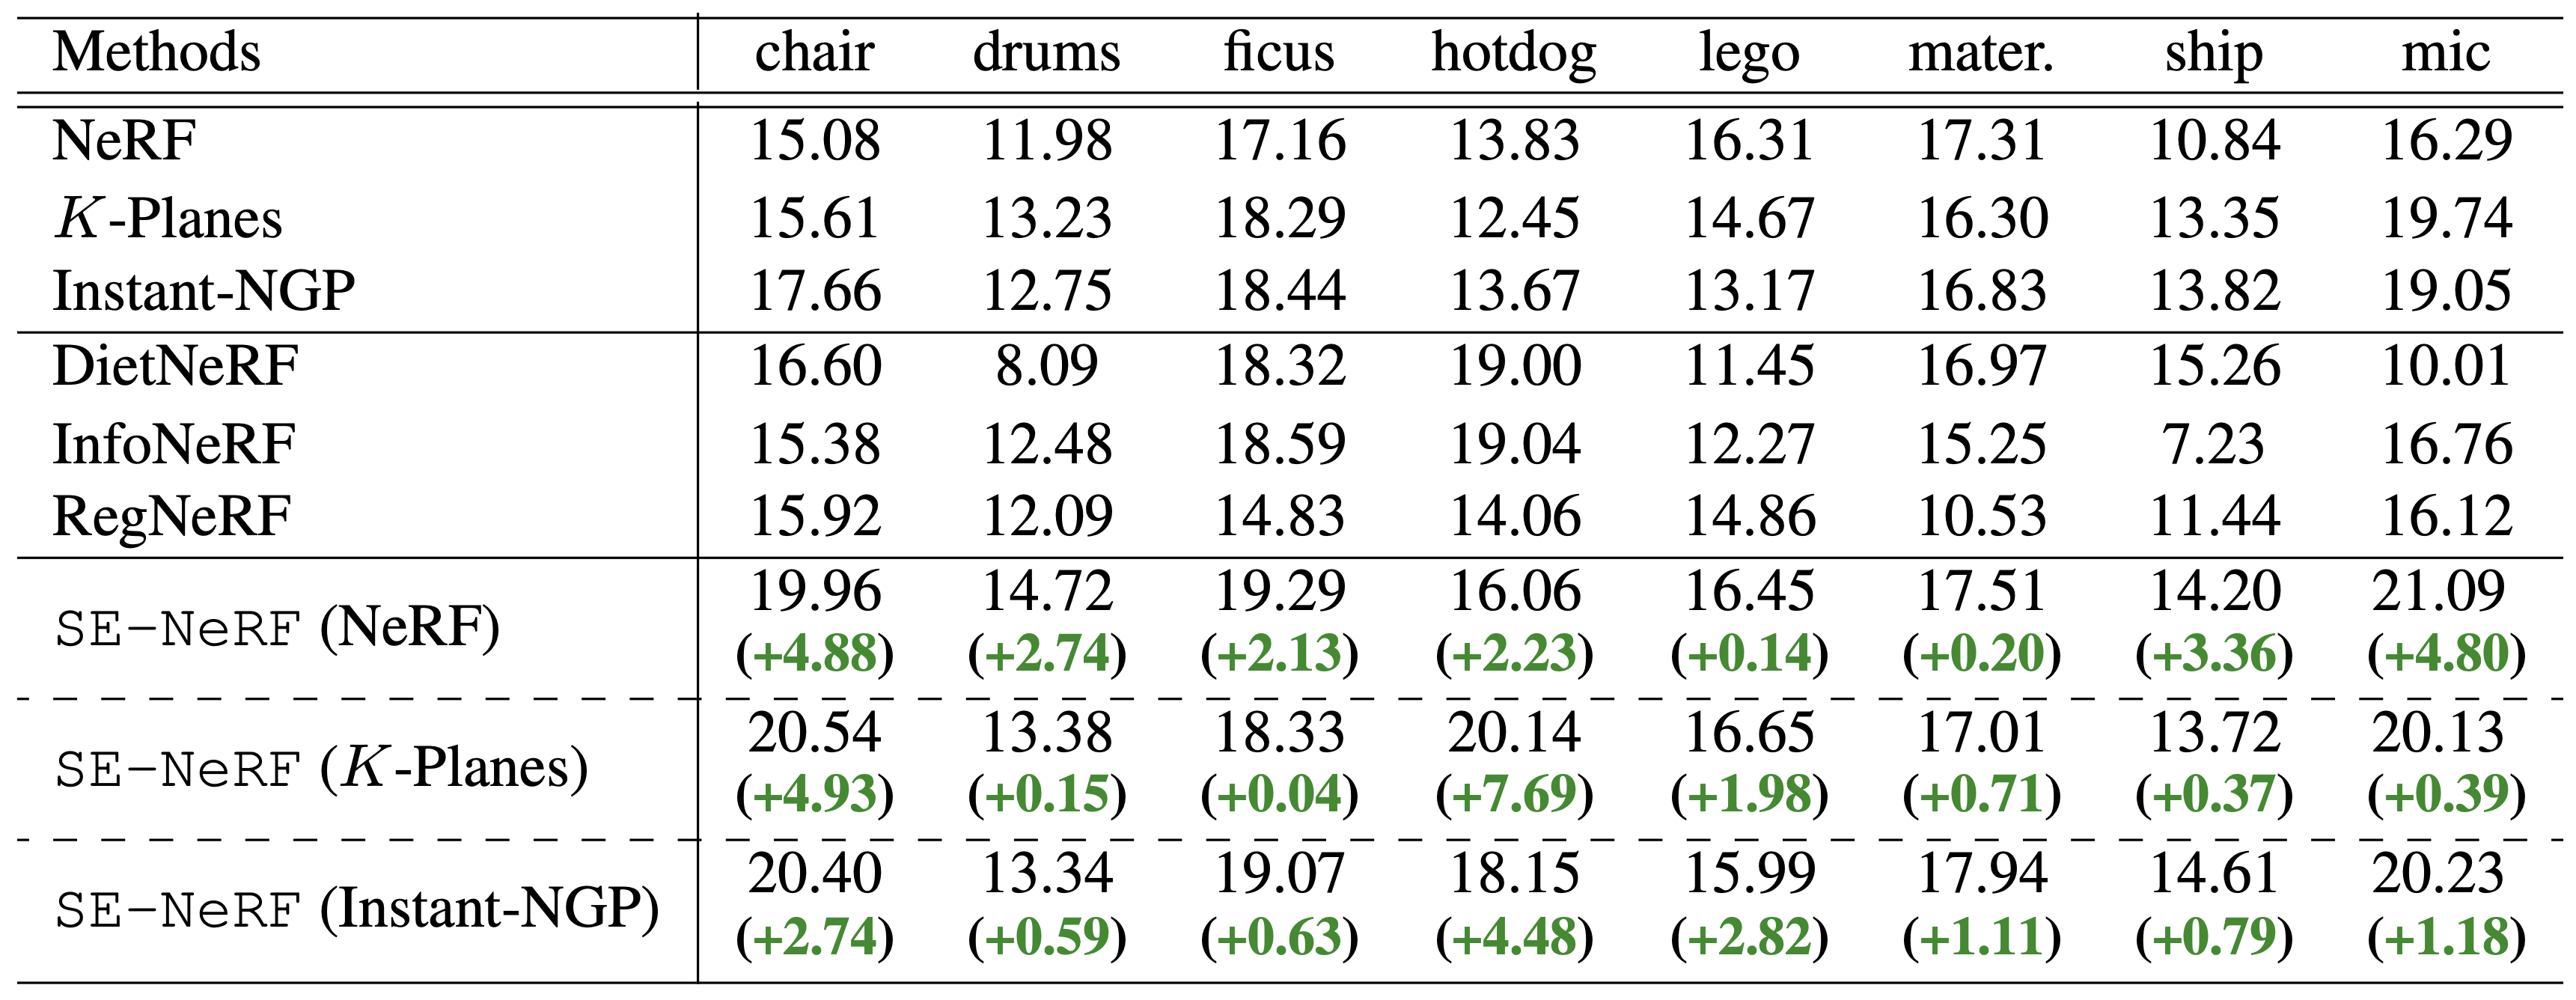 Methods chair drums ficus hotdog lego mater. ship mic
NeRF 15.08 11.98 17.16 13.83 16.31 17.31 10.84 16.29
K-Planes 15.61 13.23 18.29 12.45 14.67 16.30 13.35 19.74
Instant-NGP 17.66 12.75 18.44 13.67 13.17 16.83 13.82 19.05
DietNeRF 16.60 8.09 18.32 19.00 11.45 16.97 15.26 10.01
InfoNeRF 15.38 12.48 18.59 19.04 12.27 15.25 7.23 16.76
RegNeRF 15.92 12.09 14.83 14.06 14.86 10.53 11.44 16.12
SE-NeRF (NeRF) 19.96 14.72 19.29 16.06 16.45 17.51 14.20 21.09
(+4.88) (+2.74) (+2.13) (+2.23) (+0.14) (+0.20) (+3.36) (+4.80)
SE-NeRF (K-Planes) 20.54 13.38 18.33 20.14 16.65 17.01 13.72 20.13
(+4.93) (+0.15) (+0.04) (+7.69) (+1.98) (+0.71) (+0.37) (+0.39)
SE-NeRF (Instant-NGP) 20.40 13.34 19.07 18.15 15.99 17.94 14.61 20.23
(+2.74) (+0.59) (+0.63) (+4.48) (+2.82) (+1.11) (+0.79) (+1.18)